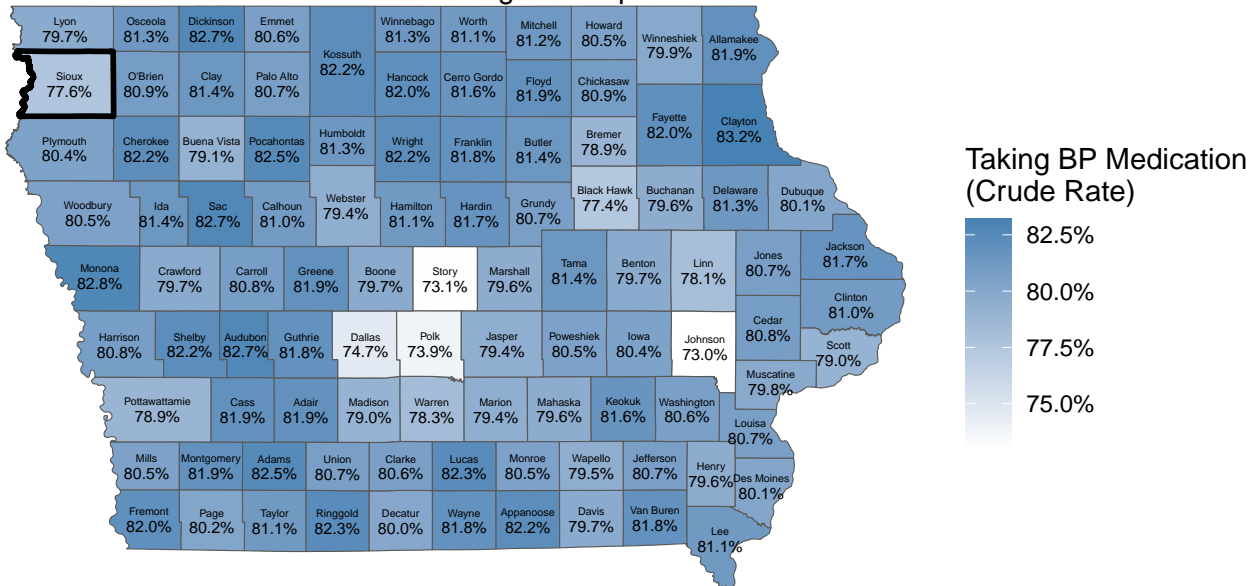 Lyon
79.7%
Osceola
81.3%
Dickinson
82.7%
Emmet
80.6%
Kossuth
82.2%
Winnebago
81.3%
Worth
81.1%
Mitchell
81.2%
Howard
80.5%
Winneshiek
79.9%
Allamakee
81.9%
Sioux
77.6%
O'Brien
80.9%
Clay
81.4%
Palo Alto
80.7%
Hancock
82.0%
Cerro Gordo
81.6%
Floyd
81.9%
Chickasaw
80.9%
Fayette
82.0%
Clayton
83.2%
Plymouth
80.4%
Cherokee
82.2%
Buena Vista
79.1%
Pocahontas
82.5%
Humboldt
81.3%
Wright
82.2%
Franklin
81.8%
Butler
81.4%
Bremer
78.9%
Woodbury
80.5%
Ida
81.4%
Sac
82.7%
Calhoun
81.0%
Webster
79.4%
Hamilton
81.1%
Hardin
81.7%
Grundy
80.7%
Black Hawk
77.4%
Buchanan
79.6%
Delaware
81.3%
Dubuque
80.1%
Monona
82.8%
Crawford
79.7%
Carroll
80.8%
Greene
81.9%
Boone
79.7%
Story
73.1%
Marshall
79.6%
Tama
81.4%
Benton
79.7%
Linn
78.1%
Jones
80.7%
Jackson
81.7%
Clinton
81.0%
Harrison
80.8%
Shelby
82.2%
Audubon
82.7%
Guthrie
81.8%
Dallas
74.7%
Polk
73.9%
Jasper
79.4%
Poweshiek
80.5%
Iowa
80.4%
Johnson
73.0%
Cedar
80.8%
Scott
79.0%
Muscatine
79.8%
Pottawattamie
78.9%
Cass
81.9%
Adair
81.9%
Madison
79.0%
Warren
78.3%
Marion
79.4%
Mahaska
79.6%
Keokuk
81.6%
Washington
80.6%
Louisa
80.7%
Mills
80.5%
Montgomery
81.9%
Adams
82.5%
Union
80.7%
Clarke
80.6%
Lucas
82.3%
Monroe
80.5%
Wapello
79.5%
Jefferson
80.7%
Henry
79.6%
Des Moines
80.1%
Fremont
82.0%
Page
80.2%
Taylor
81.1%
Ringgold
82.3%
Decatur
80.0%
Wayne
81.8%
Appanoose
82.2%
Davis
79.7%
Van Buren
81.8%
Lee
81.1%
Taking BP Medication
(Crude Rate)
82.5%
80.0%
77.5%
75.0%